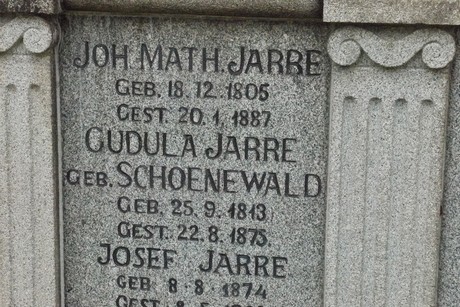 JOH MATH. JARRE
GEB. 18. 12. 1805
GEST. 20. 1. 1887
GUDULA JARRE
GEB. SCHOENEWALD
GEB. 25. 9. 1813
GEST. 22. 8. 1875.
JOSEF JARRE
GEB. 8 - 8 - 1874
GEST